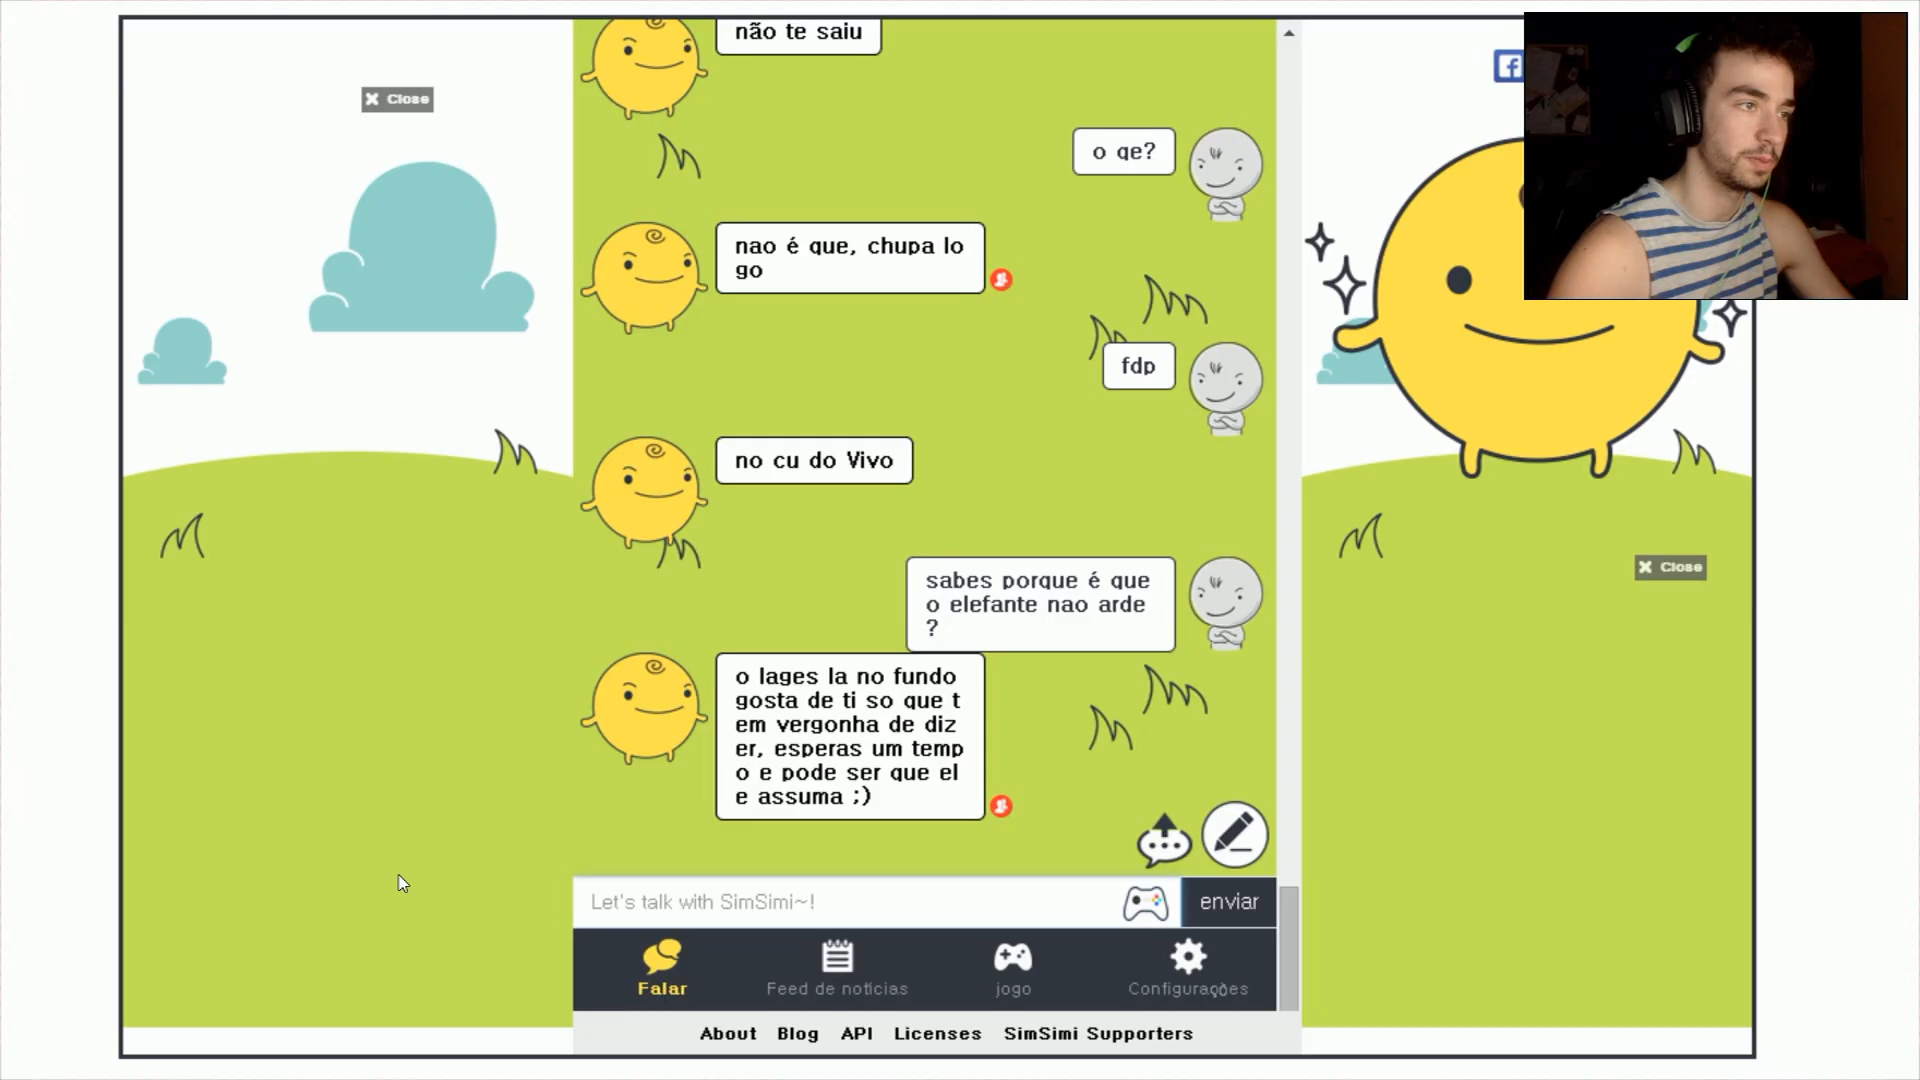 não te saiu
Close
o qe?
nao é que, chupa lo
go
fdp
no cu do Vivo
sabes porque é que
o elefante nao arde
?
Close
o lages la no fundo
gosta de ti so que t
em vergonha de diz
er, esperas um temp
o e pode ser que el
e assuma ;)
Let's talk with SimSimi~!
enviar
Falar
Feed de notícias
jogo
Configurações
About Blog API Licenses SimSimi Supporters